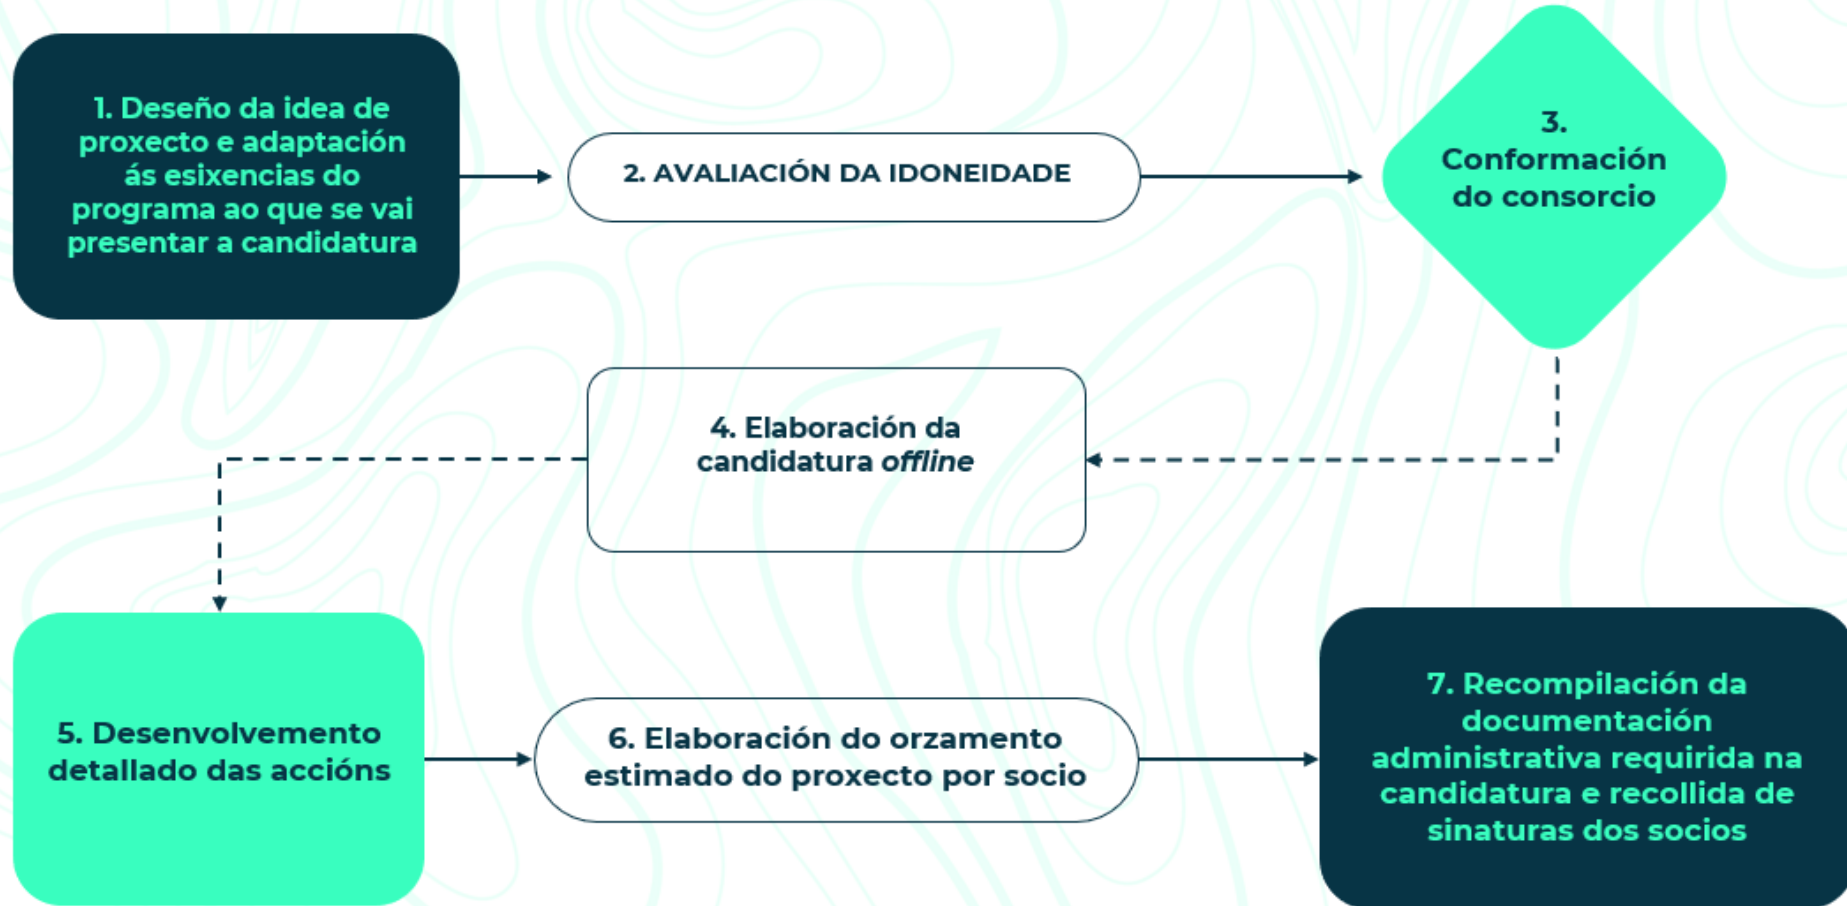 1. Deseño da idea de
proxecto e adaptación
ás esixencias do
programa ao que se vai
presentar a candidatura
2. AVALIACIÓN DA IDONEIDADE
3.
Conformación
do consorcio
4. Elaboración da
candidatura offline
5. Desenvolvemento
detallado das accións
6. Elaboración do orzamento
estimado do proxecto por socio
7. Recompilación da
documentación
administrativa requirida na
candidatura e recollida de
sinaturas dos socios